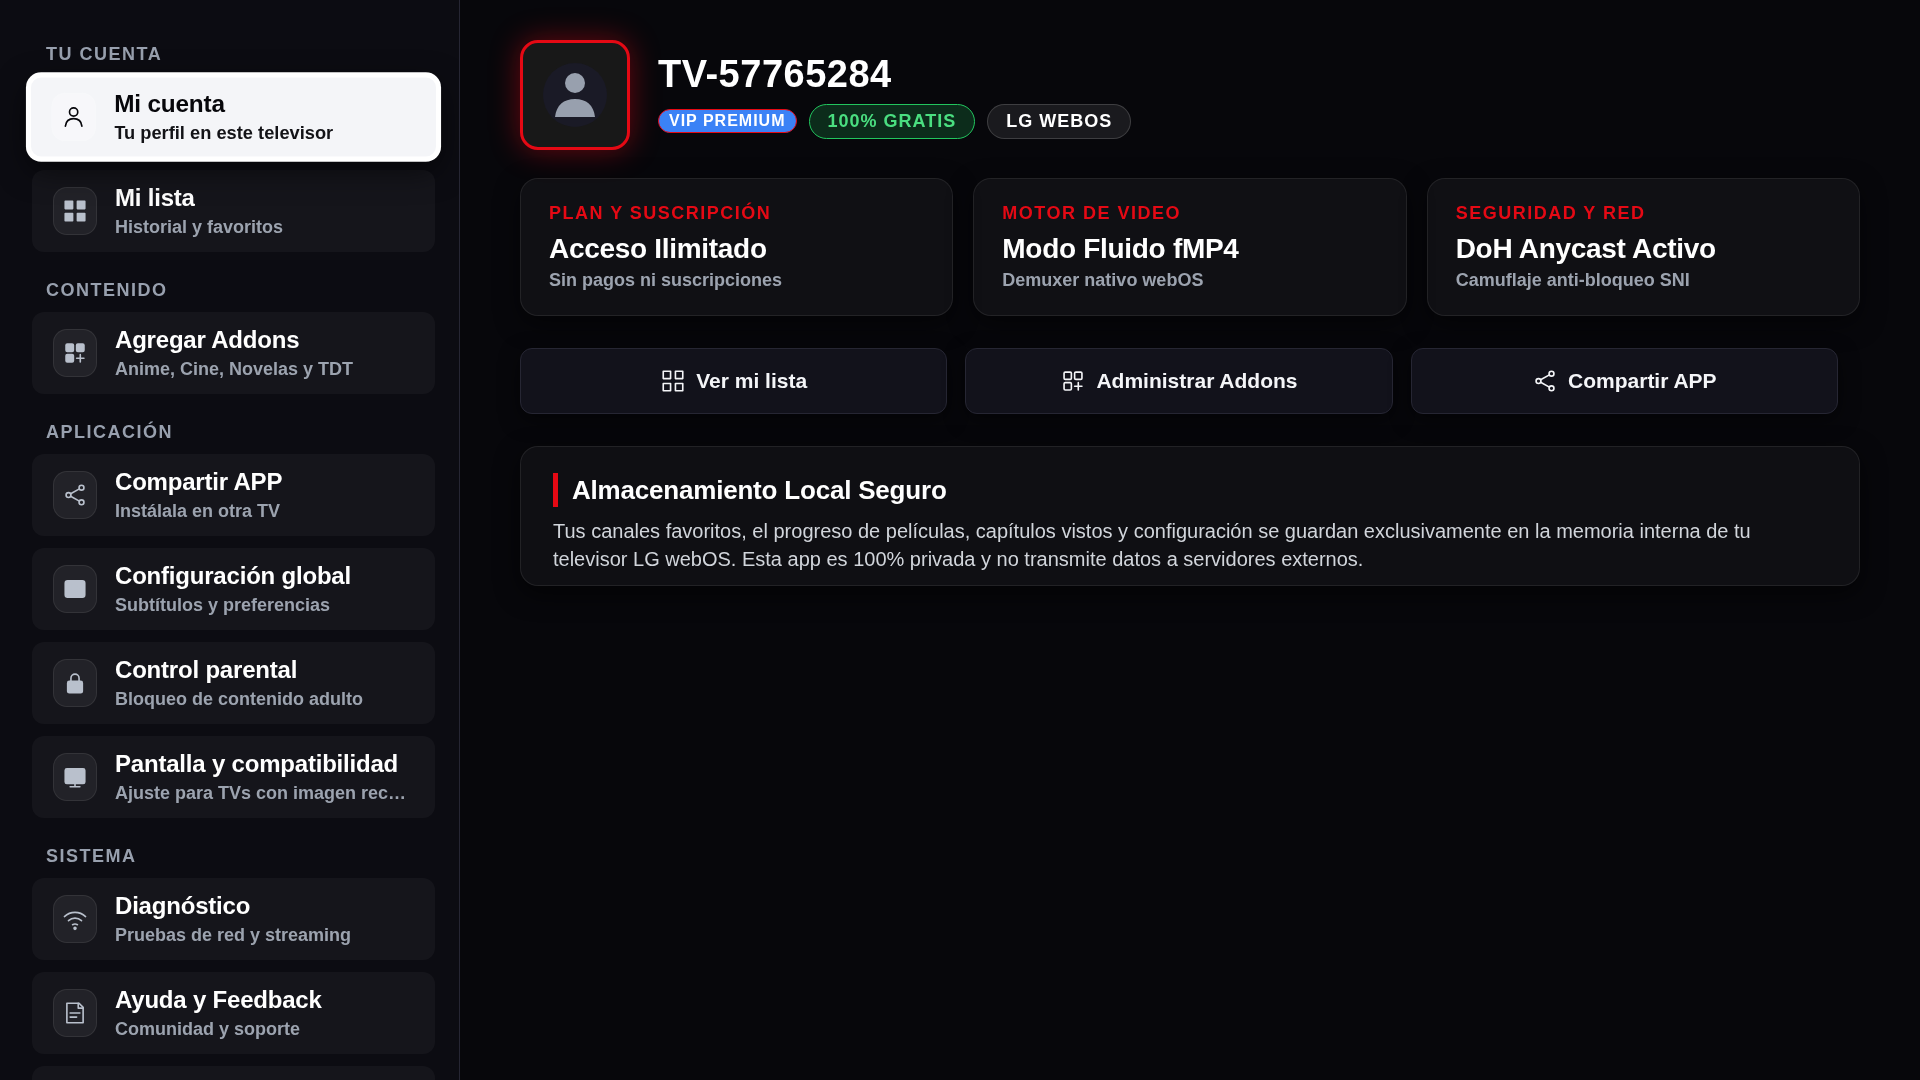 TU CUENTA
Mi cuenta
Tu perfil en este televisor
Mi lista
Historial y favoritos
CONTENIDO
Agregar Addons
Anime, Cine, Novelas y TDT
APLICACIÓN
Compartir APP
Instálala en otra TV
Configuración global
Subtítulos y preferencias
Control parental
Bloqueo de contenido adulto
Pantalla y compatibilidad
Ajuste para TVs con imagen rec…
SISTEMA
Diagnóstico
Pruebas de red y streaming
Ayuda y Feedback
Comunidad y soporte
TV-57765284
VIP PREMIUM
100% GRATIS
LG WEBOS
PLAN Y SUSCRIPCIÓN
Acceso Ilimitado
Sin pagos ni suscripciones
MOTOR DE VIDEO
Modo Fluido fMP4
Demuxer nativo webOS
SEGURIDAD Y RED
DoH Anycast Activo
Camuflaje anti-bloqueo SNI
Ver mi lista
Administrar Addons
Compartir APP
Almacenamiento Local Seguro
Tus canales favoritos, el progreso de películas, capítulos vistos y configuración se guardan exclusivamente en la memoria interna de tu
televisor LG webOS. Esta app es 100% privada y no transmite datos a servidores externos.